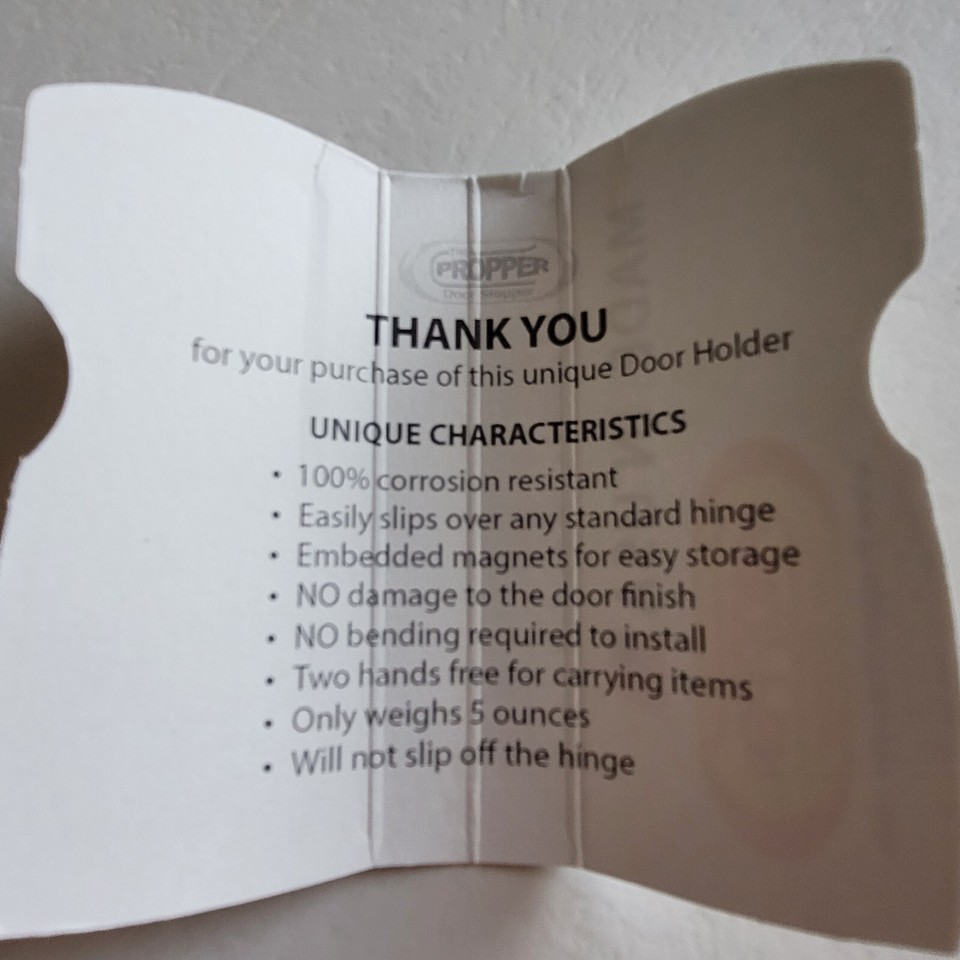 PROPPER
Door Stopper
THANK YOU
for your purchase of this unique Door Holder
UNIQUE CHARACTERISTICS
• 100% corrosion resistant
• Easily slips over any standard hinge
• Embedded magnets for easy storage
• NO damage to the door finish
• NO bending required to install
• Two hands free for carrying items
• Only weighs 5 ounces
• Will not slip off the hinge